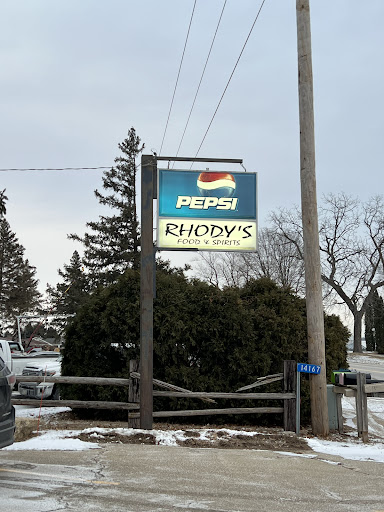 PEPSI
RHODY'S
FOOD & SPIRITS
14167